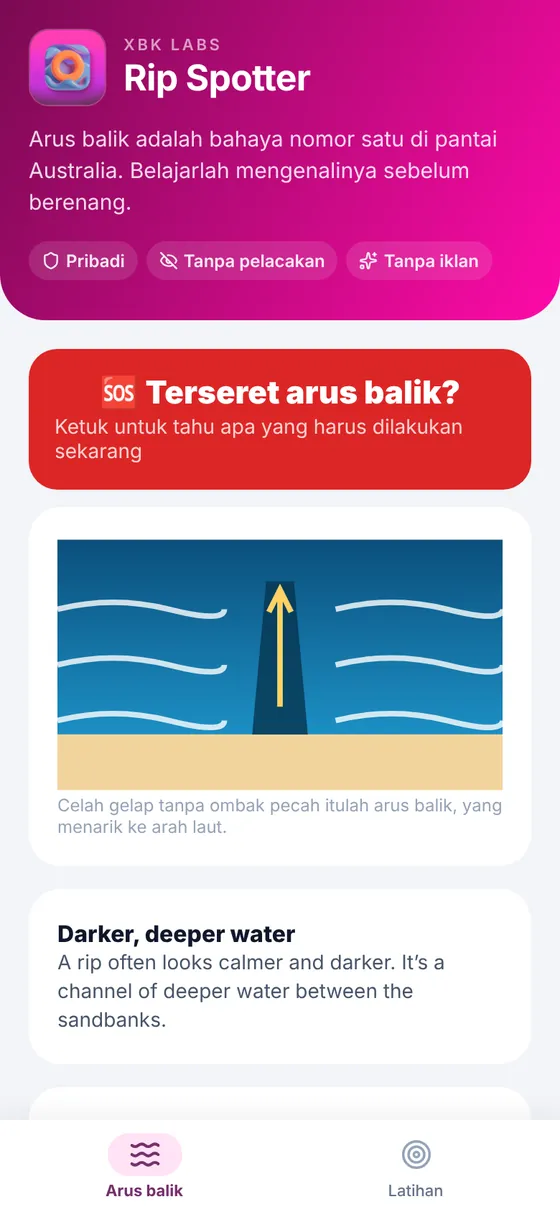 XBK LABS
Rip Spotter
Arus balik adalah bahaya nomor satu di pantai
Australia. Belajarlah mengenalinya sebelum
berenang.
Pribadi
Tanpa pelacakan
Tanpa iklan
🆘 Terseret arus balik?
Ketuk untuk tahu apa yang harus dilakukan
sekarang
Celah gelap tanpa ombak pecah itulah arus balik, yang
menarik ke arah laut.
Darker, deeper water
A rip often looks calmer and darker. It’s a
channel of deeper water between the
sandbanks.
Arus balik
Latihan